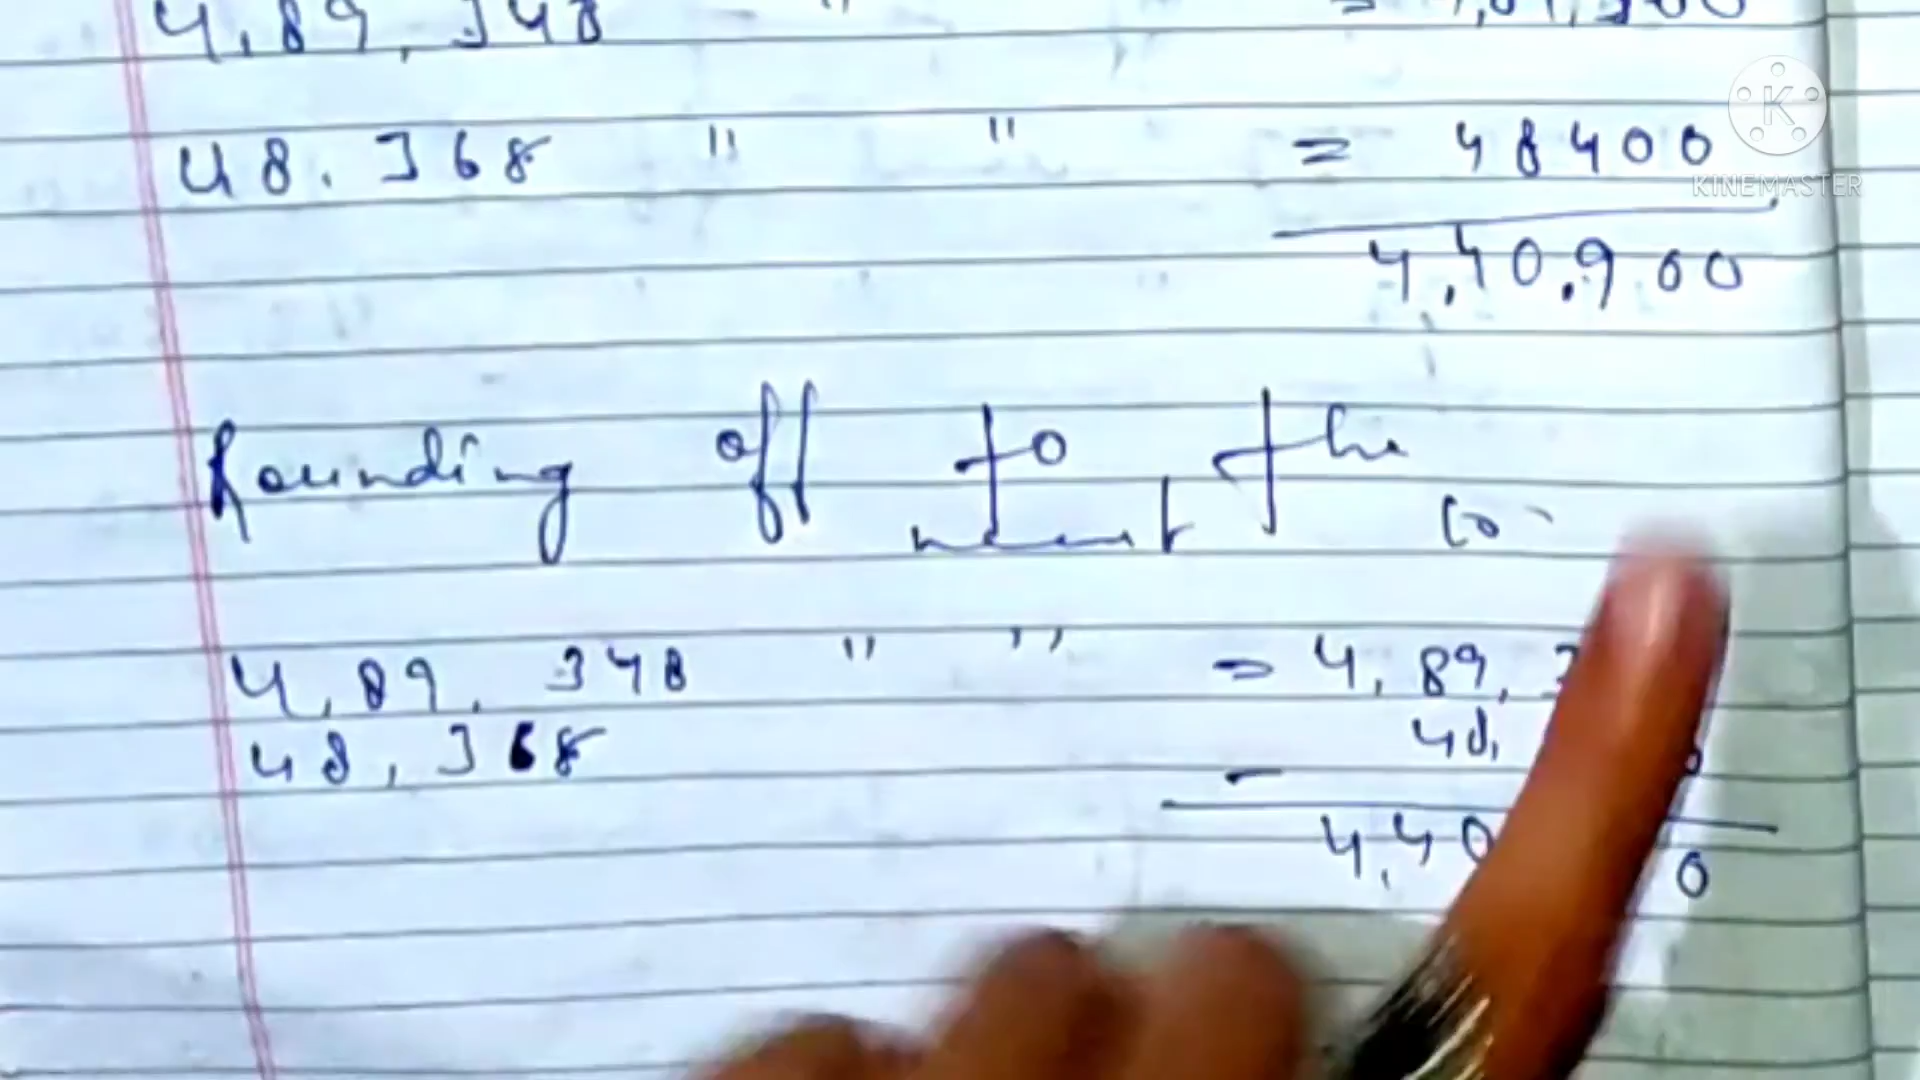 4,89,348 "
48.368 " " = 48400
KINEMASTER
4,40,900
Rounding off to the
nearest
4,89,348 " " = 4,89,
48,368 48,
4,40 0